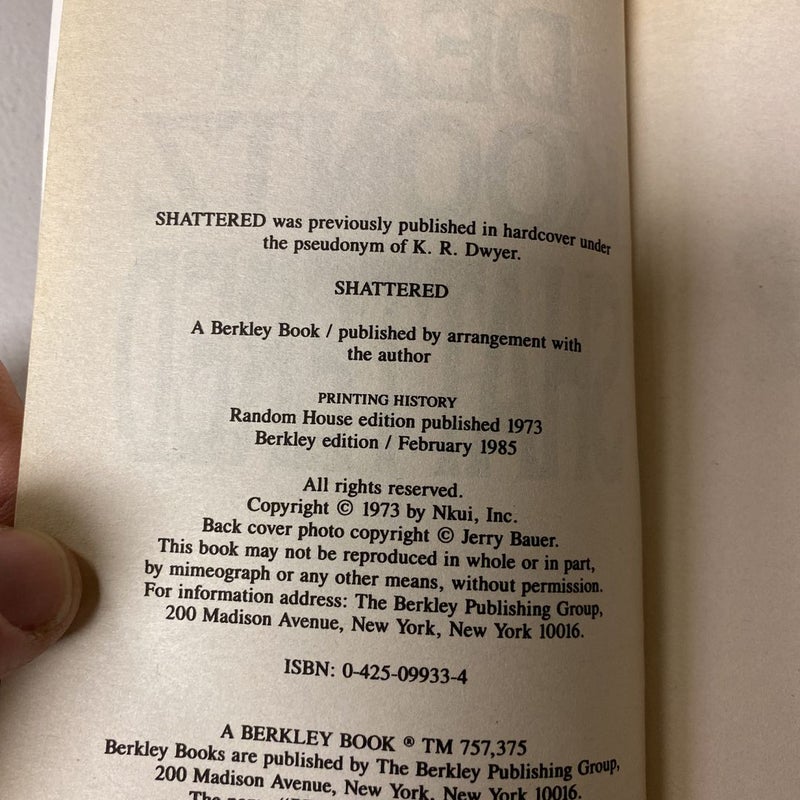 SHATTERED was previously published in hardcover under
the pseudonym of K. R. Dwyer.
SHATTERED
A Berkley Book / published by arrangement with
the author
PRINTING HISTORY
Random House edition published 1973
Berkley edition / February 1985
All rights reserved.
Copyright © 1973 by Nkui, Inc.
Back cover photo copyright © Jerry Bauer.
This book may not be reproduced in whole or in part,
by mimeograph or any other means, without permission.
For information address: The Berkley Publishing Group,
200 Madison Avenue, New York, New York 10016.
ISBN: 0-425-09933-4
A BERKLEY BOOK ® TM 757,375
Berkley Books are published by The Berkley Publishing Group,
200 Madison Avenue, New York, New York 10016.
The name